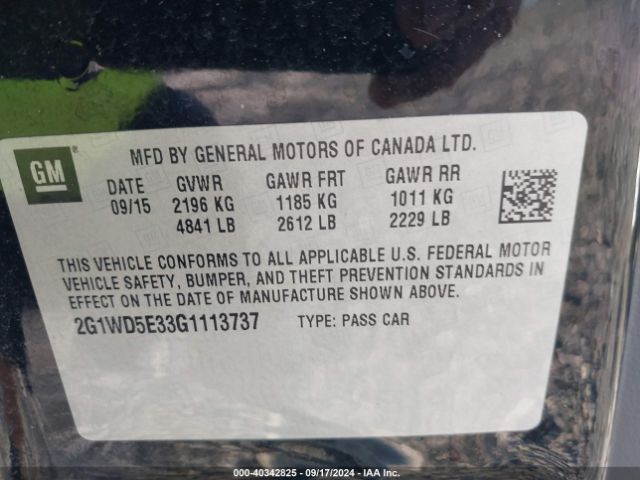 GM
MFD BY GENERAL MOTORS OF CANADA LTD.
DATE GVWR GAWR FRT GAWR RR
09/15 2196 KG 1185 KG 1011 KG
4841 LB 2612 LB 2229 LB
THIS VEHICLE CONFORMS TO ALL APPLICABLE U.S. FEDERAL MOTOR
VEHICLE SAFETY, BUMPER, AND THEFT PREVENTION STANDARDS IN
EFFECT ON THE DATE OF MANUFACTURE SHOWN ABOVE.
2G1WD5E33G1113737 TYPE: PASS CAR
000-40342825 - 09/17/2024 - IAA Inc.